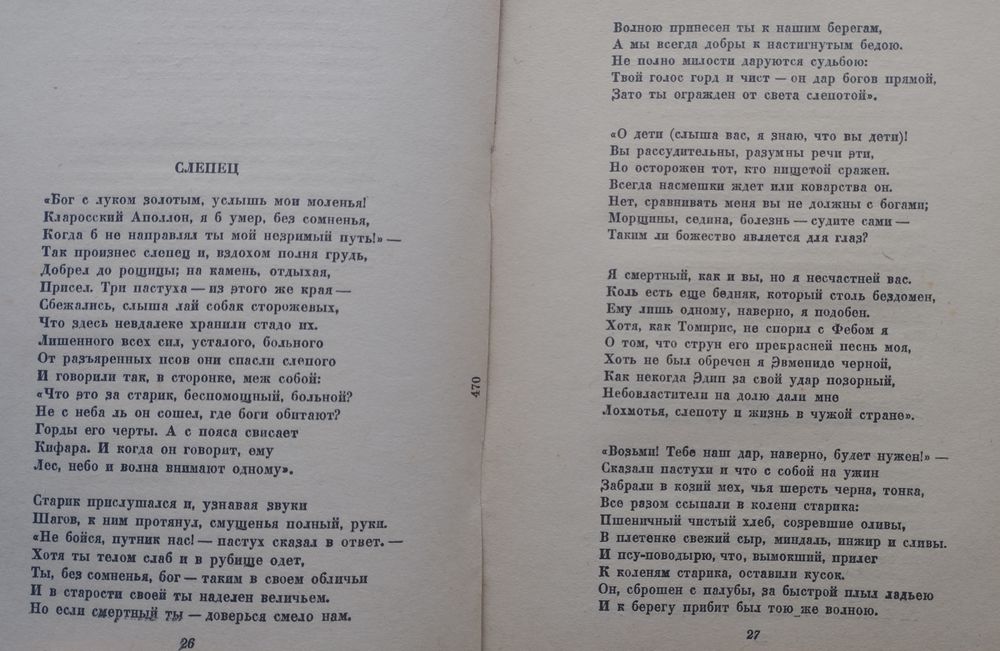 СЛЕПЕЦ
«Бог с луком золотым, услышь мои моленья!
Кларосский Аполлон, я б умер, без сомненья,
Когда б не направлял ты мой незримый путь!» —
Так произнес слепец и, вздохом полня грудь,
Добрел до рощицы; на камень, отдыхая,
Присел. Три пастуха — из этого же края —
Сбежались, слыша лай собак сторожевых,
Что здесь невдалеке хранили стадо их.
Лишенного всех сил, усталого, больного
От разъяренных псов они спасли слепого
И говорили так, в сторонке, меж собой:
«Что это за старик, беспомощный, больной?
Не с неба ль он сошел, где боги обитают?
Горды его черты. А с пояса свисает
Кифара. И когда он говорит, ему
Лес, небо и волна внимают одному».
Старик прислушался и, узнавая звуки
Шагов, к ним протянул, смущенья полный, руки.
«Не бойся, путник нас! — пастух сказал в ответ. —
Хотя ты телом слаб и в рубище одет,
Ты, без сомненья, бог — таким в своем обличьи
И в старости своей ты наделен величьем.
Но если смертный ты — доверься смело нам.
26
470
Волною принесен ты к нашим берегам,
А мы всегда добры к настигнутым бедою.
Не полно милости даруются судьбою:
Твой голос горд и чист — он дар богов прямой,
Зато ты огражден от света слепотой».
«О дети (слыша вас, я знаю, что вы дети)!
Вы рассудительны, разумны речи эти,
Но осторожен тот, кто нищетой сражен.
Всегда насмешки ждет или коварства он.
Нет, сравнивать меня вы не должны с богами;
Морщины, седина, болезнь — судите сами —
Таким ли божество является для глаз?
Я смертный, как и вы, но я несчастней вас.
Коль есть еще бедняк, который столь бездомен,
Ему лишь одному, наверно, я подобен.
Хотя, как Томирис, не спорил с Фебом я
О том, что струн его прекрасней песнь моя,
Хоть не был обречен я Эвмениде черной,
Как некогда Эдип за свой удар позорный,
Небовластители на долю дали мне
Лохмотья, слепоту и жизнь в чужой стране».
«Возьми! Тебе наш дар, наверно, будет нужен!» —
Сказали пастухи и что с собой на ужин
Забрали в козий мех, чья шерсть черна, тонка,
Все разом ссыпали в колени старика:
Пшеничный чистый хлеб, созревшие оливы,
В плетенке свежий сыр, миндаль, инжир и сливы.
И псу-поводырю, что, вымокший, прилег
К коленям старика, оставили кусок.
Он, сброшен с палубы, за быстрой плыл ладьею
И к берегу прибит был тою же волною.
27